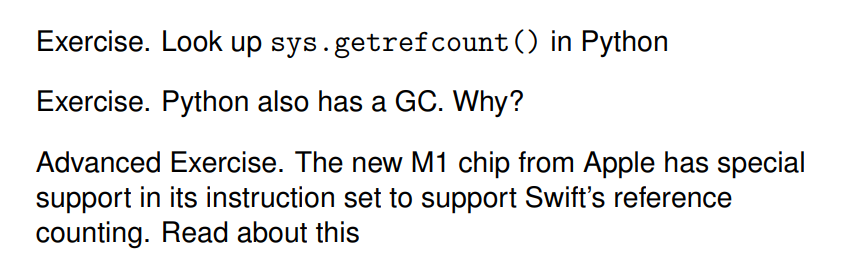 Exercise. Look up sys.getrefcount() in Python
Exercise. Python also has a GC. Why?
Advanced Exercise. The new M1 chip from Apple has special
support in its instruction set to support Swift's reference
counting. Read about this